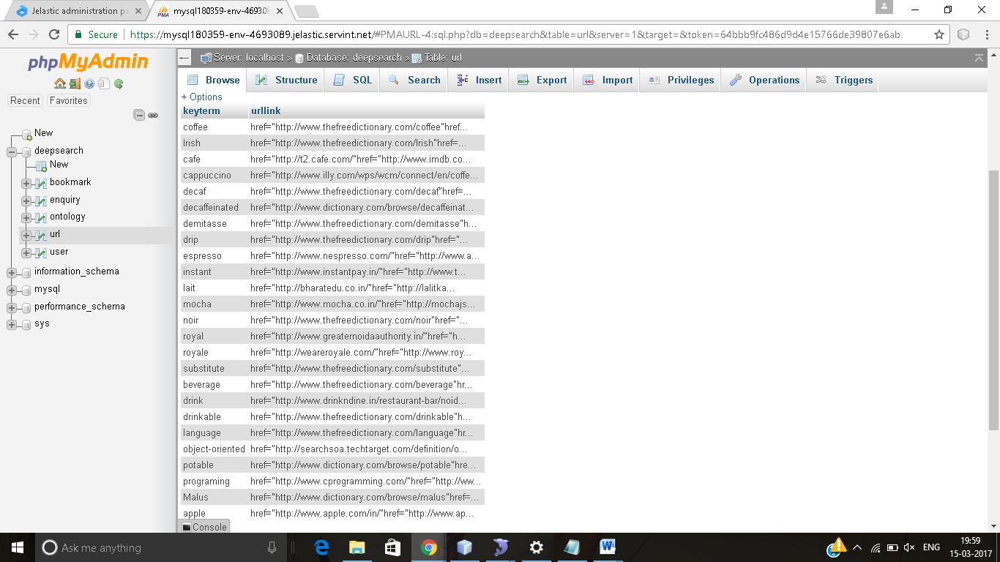 Jelastic administration pa
mysql180359-env-46930
Secure https://mysql180359-env-4693089.jelastic.servint.net/#PMAURL-4:sql.php?db=deepsearch&table=url&server=1&target=&token=64bbb9fc486d9d4e15766de39807e6ab
phpMyAdmin
Recent Favorites
New
deepsearch
New
bookmark
enquiry
ontology
url
user
information_schema
mysql
performance_schema
sys
Server: localhost » Database: deepsearch » Table: url
Browse Structure SQL Search Insert Export Import Privileges Operations Triggers
+ Options
keyterm urllink
coffee href="http://www.thefreedictionary.com/coffee"href...
Irish href="http://www.thefreedictionary.com/Irish"href=...
cafe href="http://t2.cafe.com/"href="http://www.imdb.co...
cappuccino href="http://www.illy.com/wps/wcm/connect/en/coffe...
decaf href="http://www.thefreedictionary.com/decaf"href=...
decaffeinated href="http://www.dictionary.com/browse/decaffeinat...
demitasse href="http://www.thefreedictionary.com/demitasse"h...
drip href="http://www.thefreedictionary.com/drip"href="...
espresso href="http://www.nespresso.com/"href="http://www.a...
instant href="http://www.instantpay.in/"href="http://www.t...
lait href="http://bharatedu.co.in/"href="http://lalitka...
mocha href="http://www.mocha.co.in/"href="http://mochajs...
noir href="http://www.thefreedictionary.com/noir"href="...
royal href="http://www.greaternoidaauthority.in/"href="h...
royale href="http://weareroyale.com/"href="http://www.roy...
substitute href="http://www.thefreedictionary.com/substitute"...
beverage href="http://www.thefreedictionary.com/beverage"hr...
drink href="http://www.drinkndine.in/restaurant-bar/noid...
drinkable href="http://www.thefreedictionary.com/drinkable"h...
language href="http://www.thefreedictionary.com/language"hr...
object-oriented href="http://searchsoa.techtarget.com/definition/o...
potable href="http://www.dictionary.com/browse/potable"hre...
programing href="http://www.cprogramming.com/"href="http://ww...
Malus href="http://www.dictionary.com/browse/malus"href=...
apple href="http://www.apple.com/in/"href="http://www.ap...
Console
Ask me anything
ENG
19:59
15-03-2017